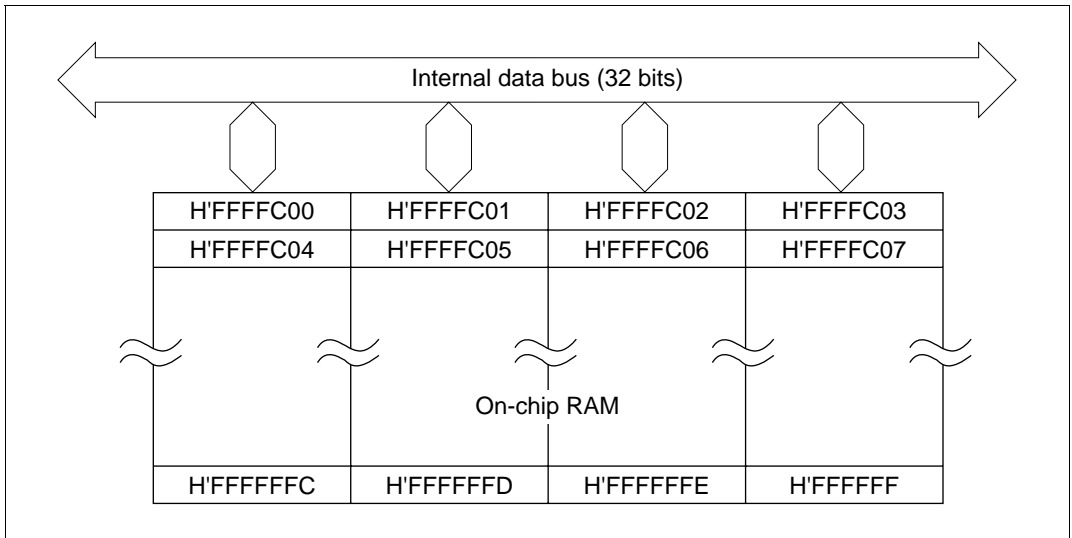 Internal data bus (32 bits)
H'FFFFC00 H'FFFFC01 H'FFFFC02 H'FFFFC03
H'FFFFC04 H'FFFFC05 H'FFFFC06 H'FFFFC07
On-chip RAM
H'FFFFFFC H'FFFFFFD H'FFFFFFE H'FFFFFF